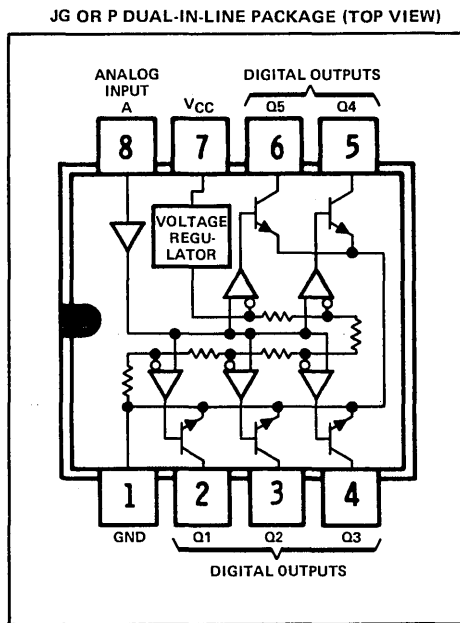 JG OR P DUAL-IN-LINE PACKAGE (TOP VIEW)
ANALOG
INPUT
A
VCC
DIGITAL OUTPUTS
Q5 Q4
8 7 6 5
VOLTAGE
REGU-
LATOR
1 2 3 4
GND Q1 Q2 Q3
DIGITAL OUTPUTS